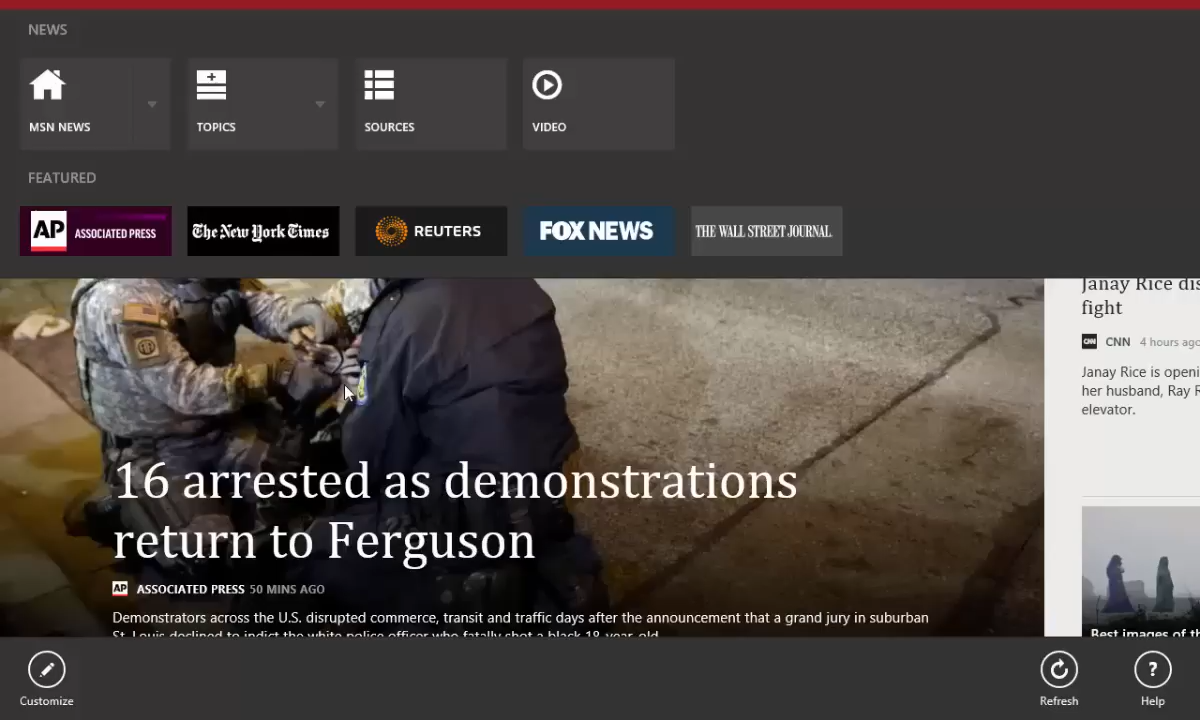 NEWS
MSN NEWS
TOPICS
SOURCES
VIDEO
FEATURED
AP ASSOCIATED PRESS
The New York Times
REUTERS
FOX NEWS
THE WALL STREET JOURNAL.
Janay Rice dis
fight
CNN CNN 4 hours ago
Janay Rice is openi
her husband, Ray R
elevator.
16 arrested as demonstrations
return to Ferguson
AP ASSOCIATED PRESS 50 MINS AGO
Demonstrators across the U.S. disrupted commerce, transit and traffic days after the announcement that a grand jury in suburban
St. Louis declined to indict the white police officer who fatally shot a black 18-year-old
Best images of th
Customize
Refresh
? Help